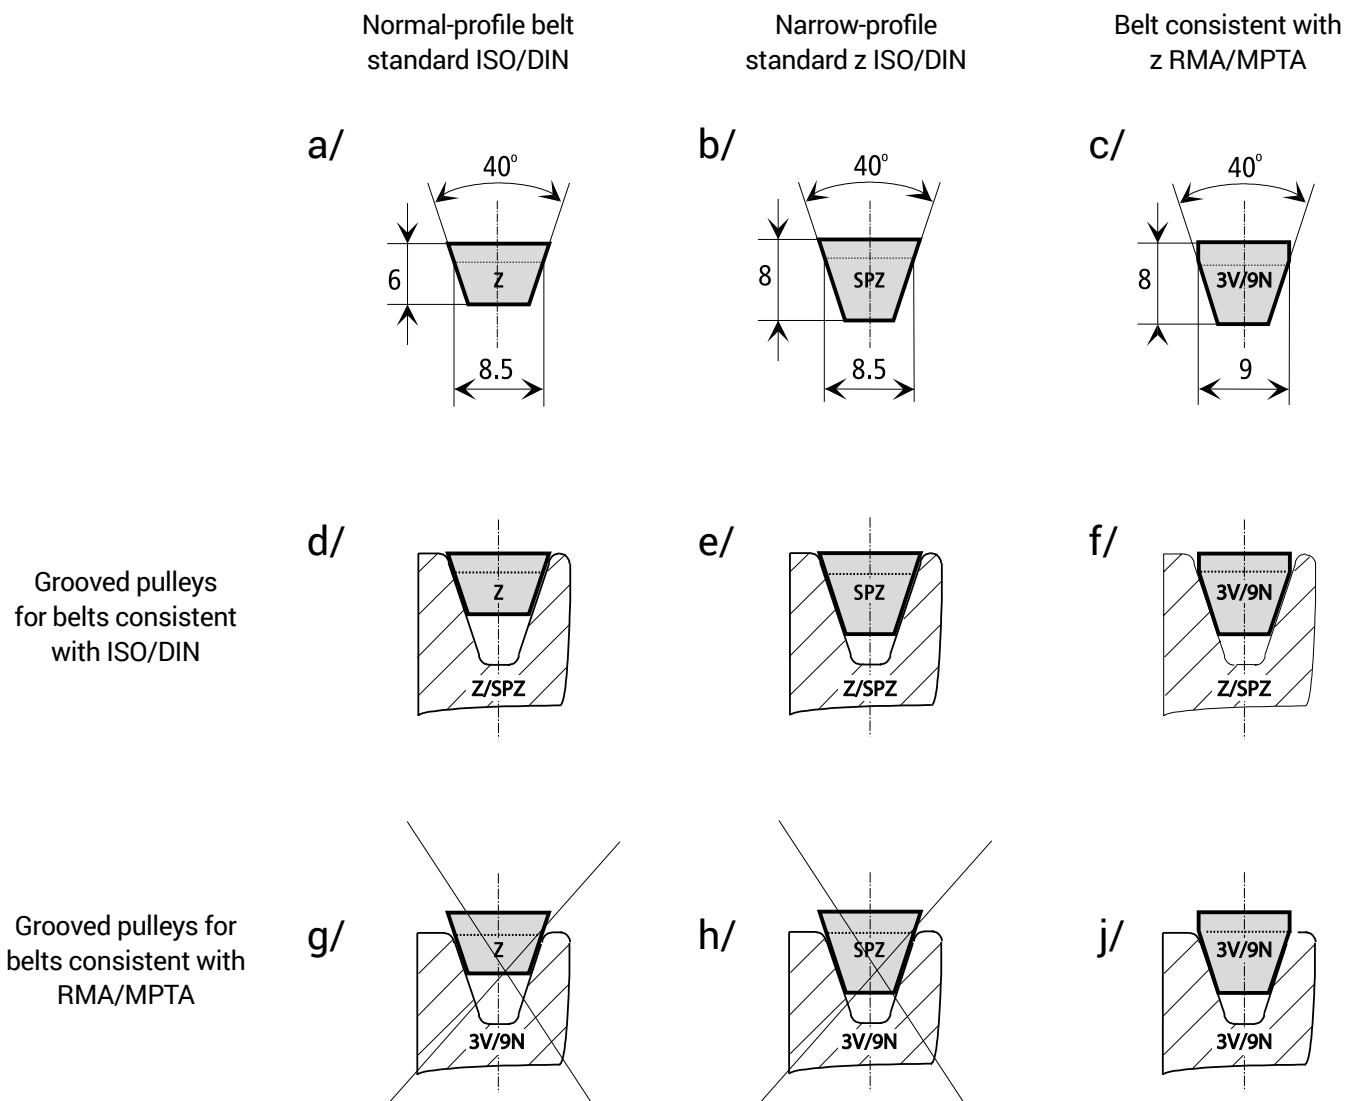 Normal-profile belt
standard ISO/DIN
Narrow-profile
standard z ISO/DIN
Belt consistent with
z RMA/MPTA
a/
40°
6
Z
8.5
b/
40°
8
SPZ
8.5
c/
40°
8
3V/9N
9
Grooved pulleys
for belts consistent
with ISO/DIN
d/
Z
Z/SPZ
e/
SPZ
Z/SPZ
f/
3V/9N
Z/SPZ
Grooved pulleys for
belts consistent with
RMA/MPTA
g/
Z
3V/9N
h/
SPZ
3V/9N
j/
3V/9N
3V/9N